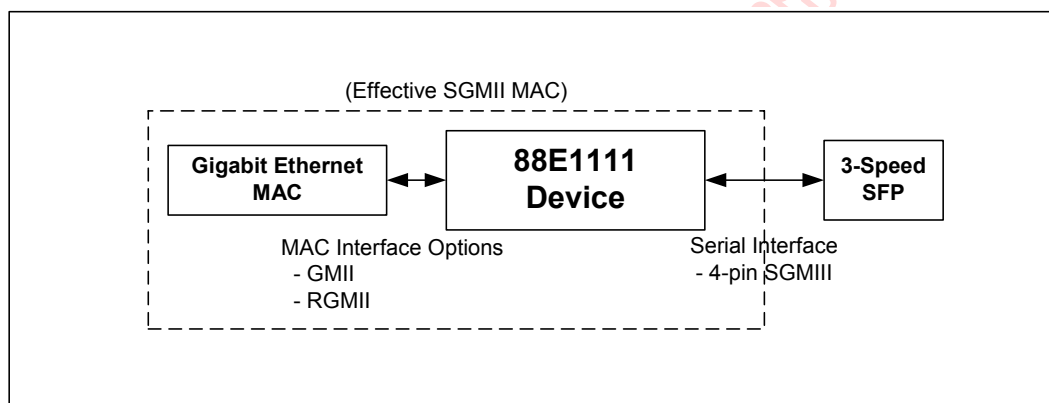 (Effective SGMII MAC)
Gigabit Ethernet
MAC
88E1111
Device
3-Speed
SFP
MAC Interface Options
- GMII
- RGMII
Serial Interface
- 4-pin SGMIII